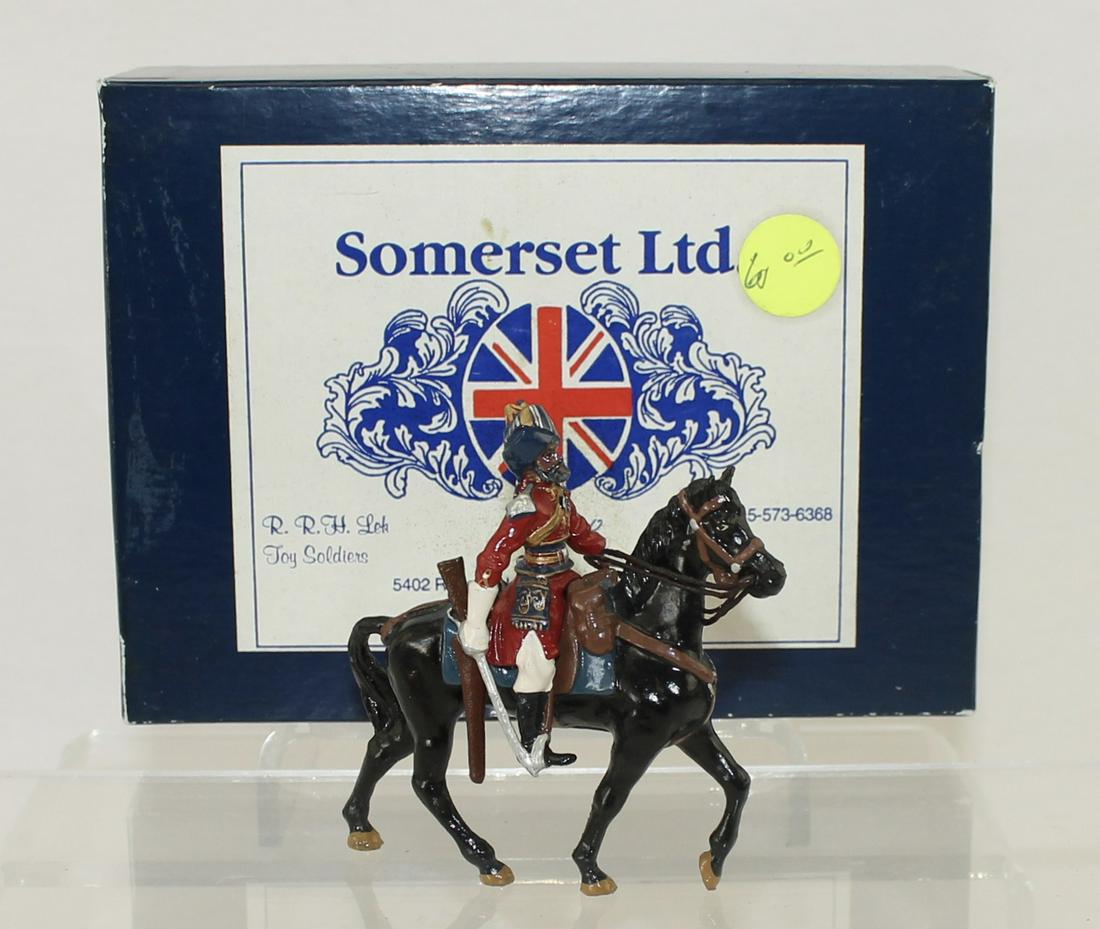 Somerset Ltd.
60 00
R. R.H. Lek
5-573-6368
Toy Soldiers
5402